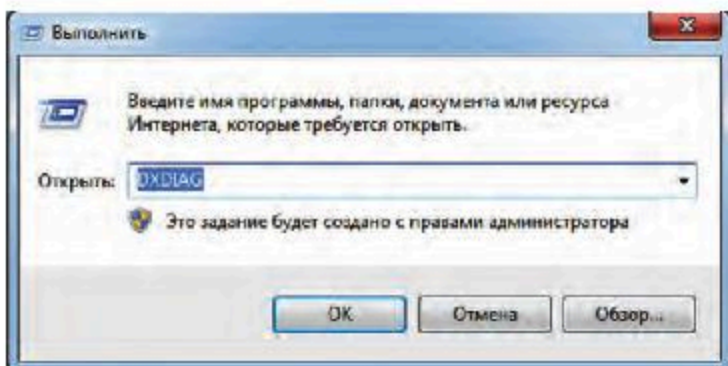 Выполнить
Введите имя программы, папки, документа или ресурса
Интернета, которые требуется открыть.
Открыть: DXDIAG
Это задание будет создано с правами администратора
OK Отмена Обзор...